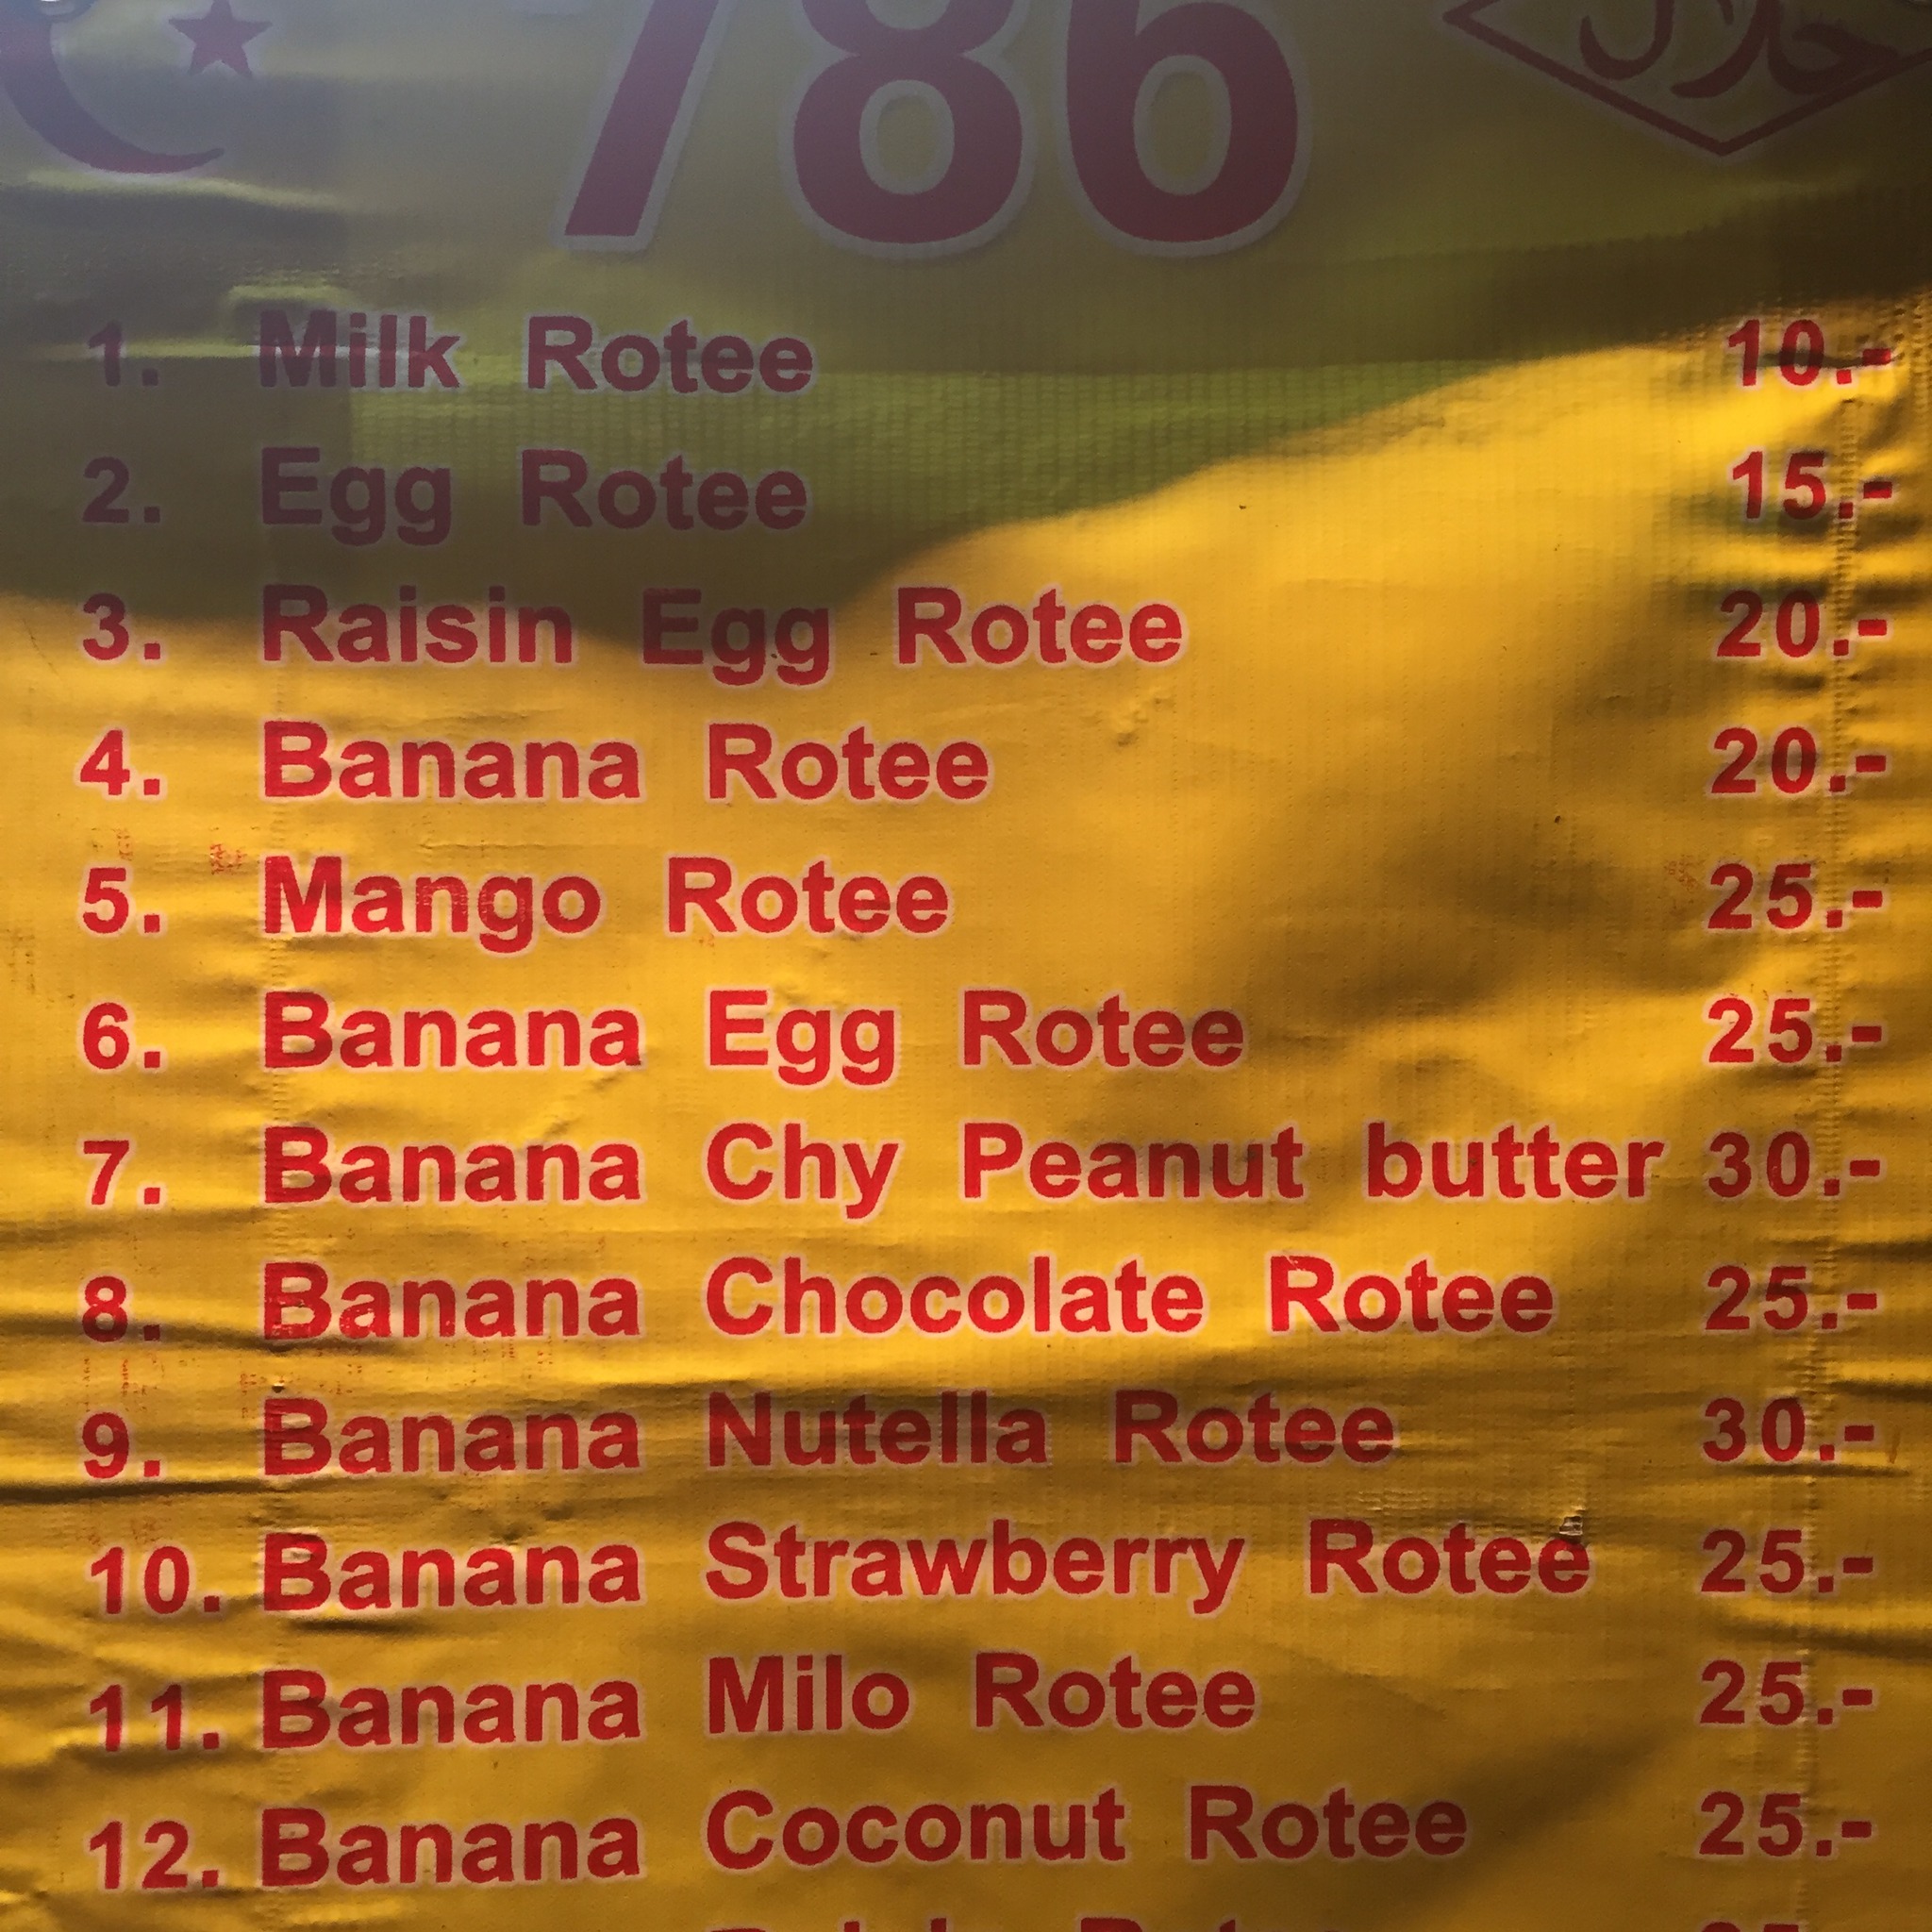 786
حلال
1. Milk Rotee 10.-
2. Egg Rotee 15.-
3. Raisin Egg Rotee 20.-
4. Banana Rotee 20.-
5. Mango Rotee 25.-
6. Banana Egg Rotee 25.-
7. Banana Chy Peanut butter 30.-
8. Banana Chocolate Rotee 25.-
9. Banana Nutella Rotee 30.-
10. Banana Strawberry Rotee 25.-
11. Banana Milo Rotee 25.-
12. Banana Coconut Rotee 25.-